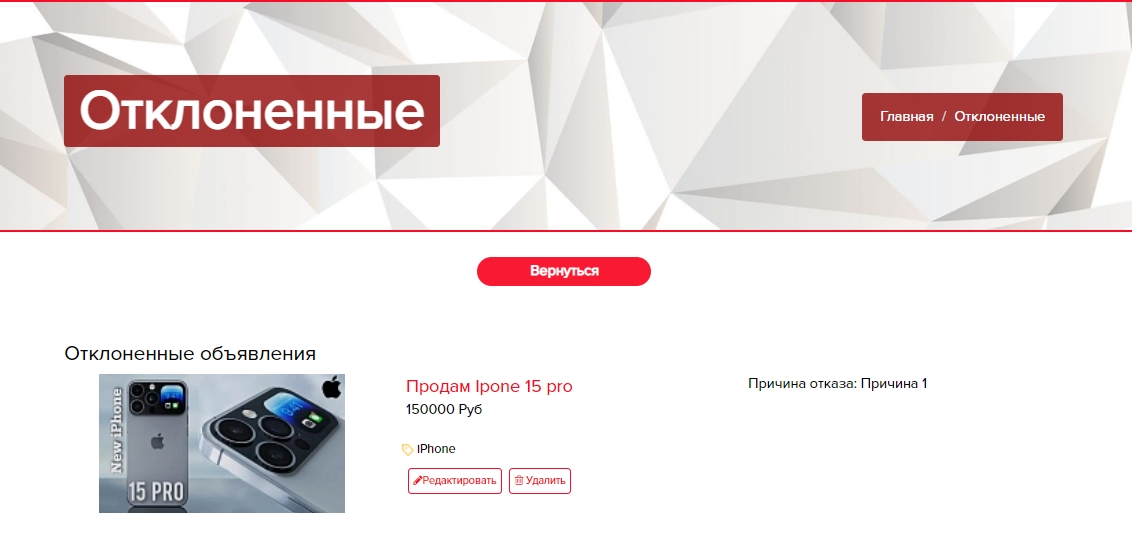 Отклоненные
Главная / Отклоненные
Вернуться
Отклоненные объявления
New iPhone
15 PRO
Продам Ipone 15 pro
150000 Руб
iPhone
Редактировать
Удалить
Причина отказа: Причина 1